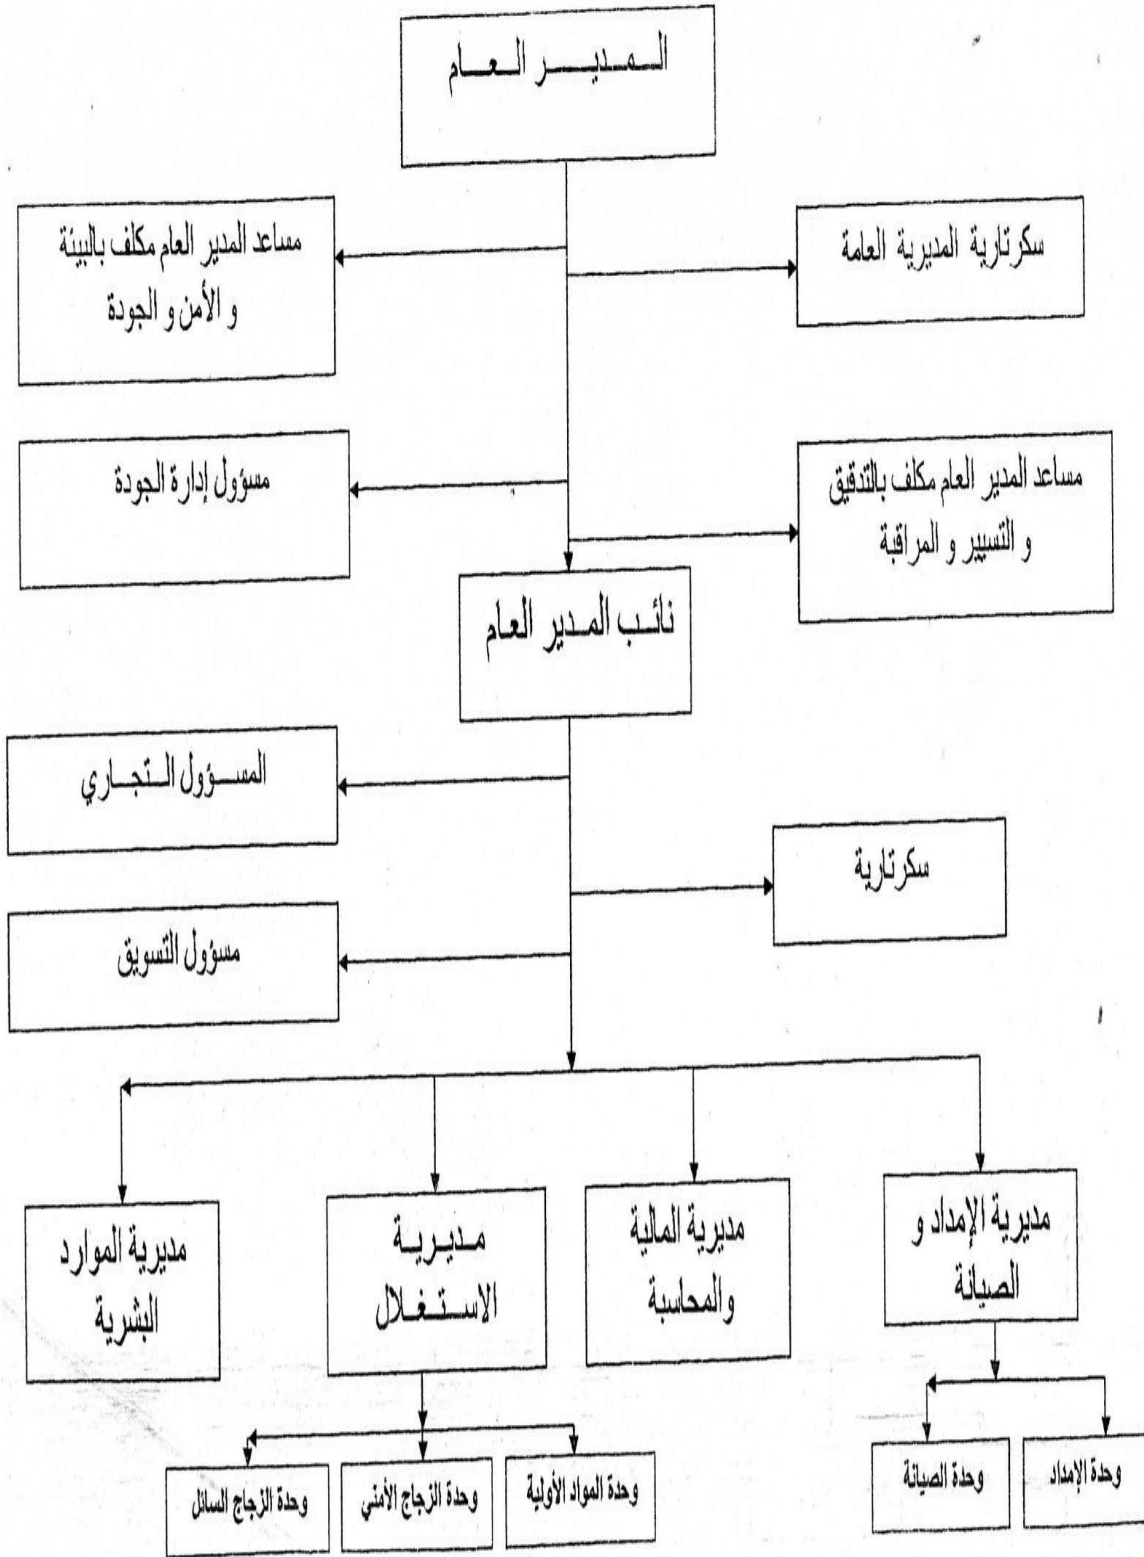 المدير العام
سكرتارية المديرية العامة
مساعد المدير العام مكلف بالبيئة
و الأمن و الجودة
مساعد المدير العام مكلف بالتدقيق
و التسيير و المراقبة
مسؤول إدارة الجودة
نائب المدير العام
المسؤول التجاري
سكرتارية
مسؤول التسويق
مديرية الإمداد و
الصيانة
مديرية المالية
والمحاسبة
مديرية
الاستغلال
مديرية الموارد
البشرية
وحدة الإمداد
وحدة الصيانة
وحدة المواد الأولية
وحدة الزجاج الأمني
وحدة الزجاج السائل